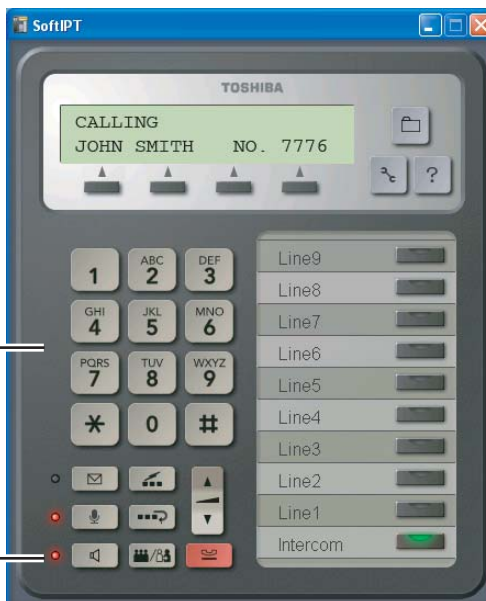 SoftIPT
TOSHIBA
CALLING
JOHN SMITH NO. 7776
?
1
ABC
2
DEF
3
GHI
4
JKL
5
MNO
6
PQRS
7
TUV
8
WXYZ
9
*
0
#
Line9
Line8
Line7
Line6
Line5
Line4
Line3
Line2
Line1
Intercom